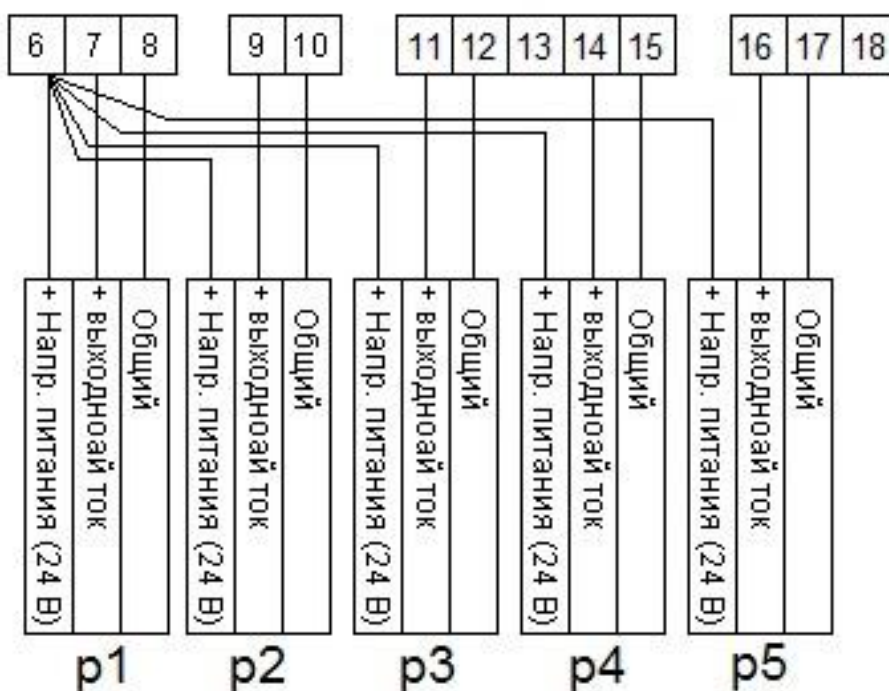 6 7 8 9 10 11 12 13 14 15 16 17 18
+ Напр. питания (24 В)
+ выходноай ток
Общий
+ Напр. питания (24 В)
+ выходноай ток
Общий
+ Напр. питания (24 В)
+ выходноай ток
Общий
+ Напр. питания (24 В)
+ выходноай ток
Общий
+ Напр. питания (24 В)
+ выходноай ток
Общий
p1 p2 p3 p4 p5